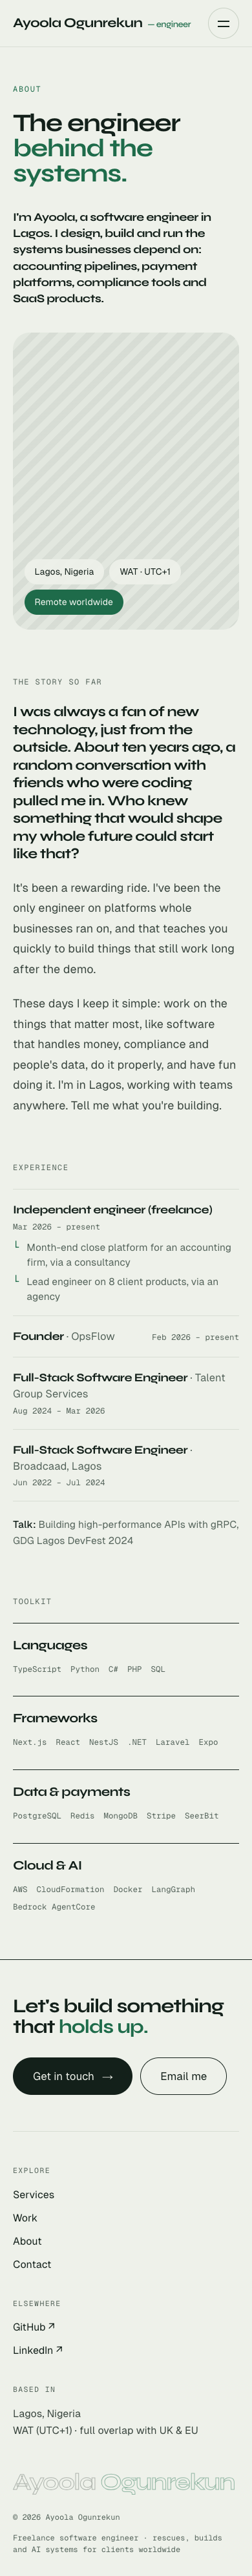 Ayoola Ogunrekun — engineer
ABOUT
The engineer
behind the
systems.
I'm Ayoola, a software engineer in
Lagos. I design, build and run the
systems businesses depend on:
accounting pipelines, payment
platforms, compliance tools and
SaaS products.
Lagos, Nigeria
WAT · UTC+1
Remote worldwide
THE STORY SO FAR
I was always a fan of new
technology, just from the
outside. About ten years ago, a
random conversation with
friends who were coding
pulled me in. Who knew
something that would shape
my whole future could start
like that?
It's been a rewarding ride. I've been the
only engineer on platforms whole
businesses ran on, and that teaches you
quickly to build things that still work long
after the demo.
These days I keep it simple: work on the
things that matter most, like software
that handles money, compliance and
people's data, do it properly, and have fun
doing it. I'm in Lagos, working with teams
anywhere. Tell me what you're building.
EXPERIENCE
Independent engineer (freelance)
Mar 2026 – present
└ Month-end close platform for an accounting
firm, via a consultancy
└ Lead engineer on 8 client products, via an
agency
Founder · OpsFlow Feb 2026 – present
Full-Stack Software Engineer · Talent
Group Services
Aug 2024 – Mar 2026
Full-Stack Software Engineer ·
Broadcaad, Lagos
Jun 2022 – Jul 2024
Talk: Building high-performance APIs with gRPC,
GDG Lagos DevFest 2024
TOOLKIT
Languages
TypeScript Python C# PHP SQL
Frameworks
Next.js React NestJS .NET Laravel Expo
Data & payments
PostgreSQL Redis MongoDB Stripe SeerBit
Cloud & AI
AWS CloudFormation Docker LangGraph
Bedrock AgentCore
Let's build something
that holds up.
Get in touch →
Email me
EXPLORE
Services
Work
About
Contact
ELSEWHERE
GitHub ↗
LinkedIn ↗
BASED IN
Lagos, Nigeria
WAT (UTC+1) · full overlap with UK & EU
Ayoola Ogunrekun
© 2026 Ayoola Ogunrekun
Freelance software engineer · rescues, builds
and AI systems for clients worldwide